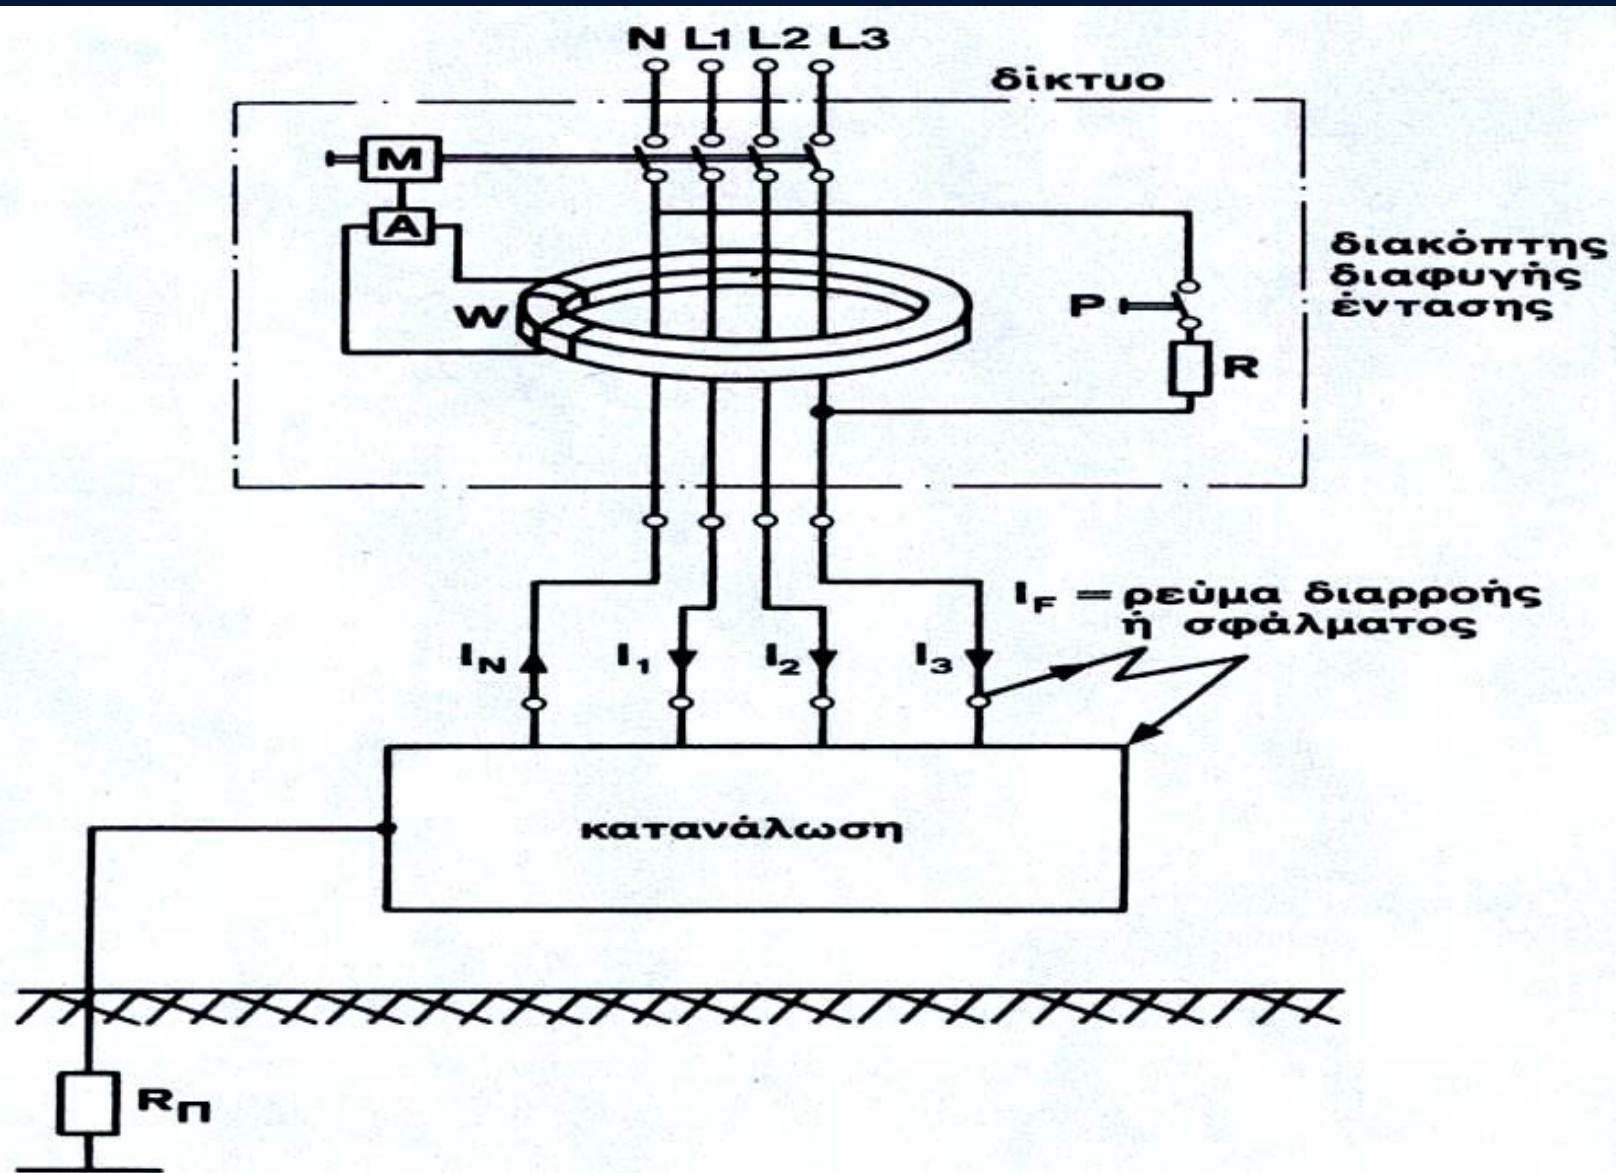 N L1 L2 L3
δίκτυο
M
A
W
P
R
διακόπτης
διαφυγής
έντασης
I_F = ρεύμα διαρροής
ή σφάλματος
I_N
I_1
I_2
I_3
κατανάλωση
R_Π